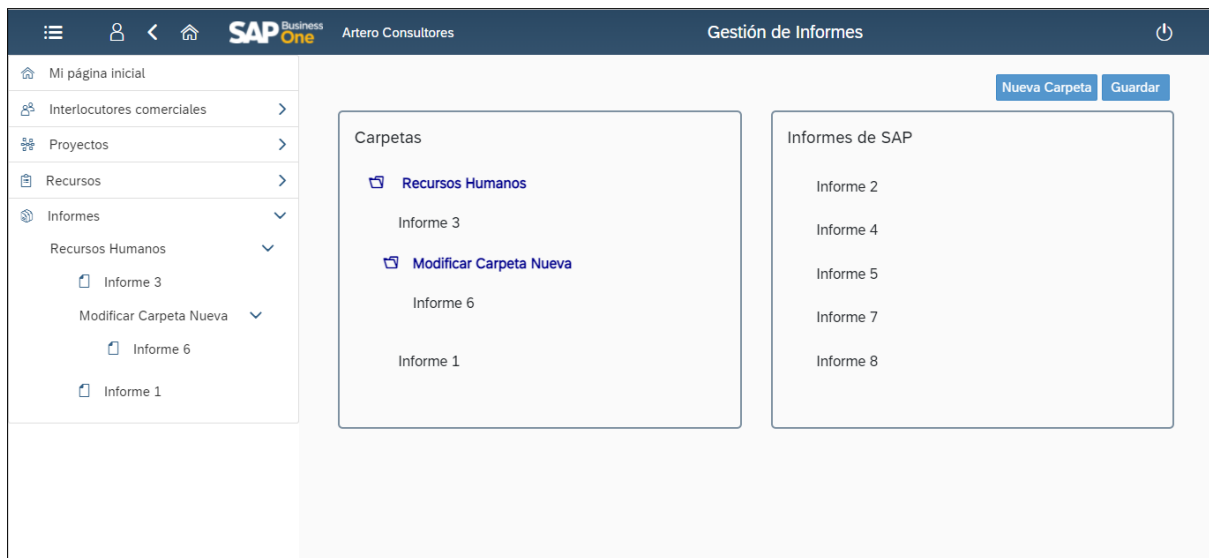 SAP Business One
Artero Consultores
Gestión de Informes
Mi página inicial
Interlocutores comerciales
Proyectos
Recursos
Informes
Recursos Humanos
Informe 3
Modificar Carpeta Nueva
Informe 6
Informe 1
Nueva Carpeta
Guardar
Carpetas
Recursos Humanos
Informe 3
Modificar Carpeta Nueva
Informe 6
Informe 1
Informes de SAP
Informe 2
Informe 4
Informe 5
Informe 7
Informe 8